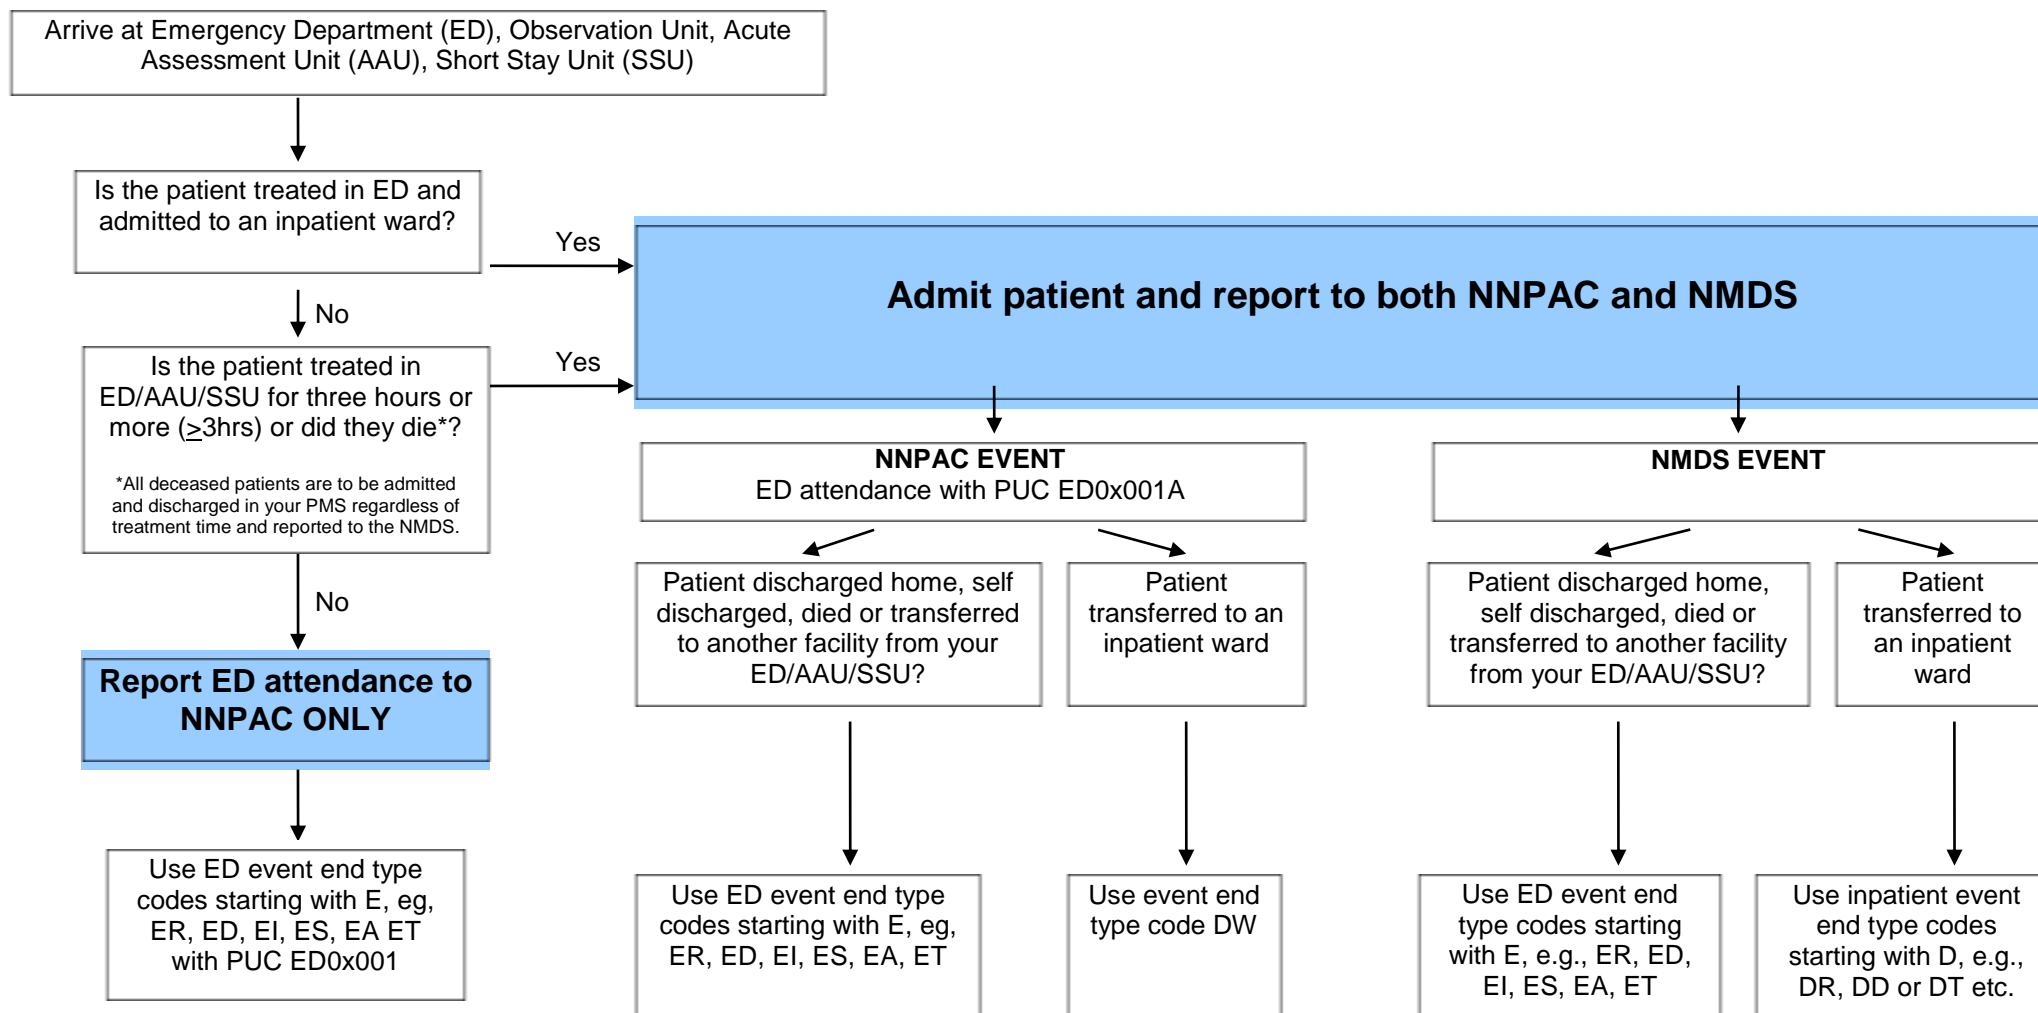 Arrive at Emergency Department (ED), Observation Unit, Acute
Assessment Unit (AAU), Short Stay Unit (SSU)
Is the patient treated in ED and
admitted to an inpatient ward?
Yes
Admit patient and report to both NNPAC and NMDS
No
Is the patient treated in
ED/AAU/SSU for three hours or
more (≥3hrs) or did they die*?
*All deceased patients are to be admitted
and discharged in your PMS regardless of
treatment time and reported to the NMDS.
Yes
No
Report ED attendance to
NNPAC ONLY
Use ED event end type
codes starting with E, eg,
ER, ED, EI, ES, EA ET
with PUC ED0x001
NNPAC EVENT
ED attendance with PUC ED0x001A
Patient discharged home, self
discharged, died or transferred
to another facility from your
ED/AAU/SSU?
Use ED event end type
codes starting with E, eg,
ER, ED, EI, ES, EA, ET
Patient
transferred to an
inpatient ward
Use event end
type code DW
NMDS EVENT
Patient discharged home,
self discharged, died or
transferred to another facility
from your ED/AAU/SSU?
Use ED event end
type codes starting
with E, e.g., ER, ED,
EI, ES, EA, ET
Patient
transferred to
an inpatient
ward
Use inpatient event
end type codes
starting with D, e.g.,
DR, DD or DT etc.